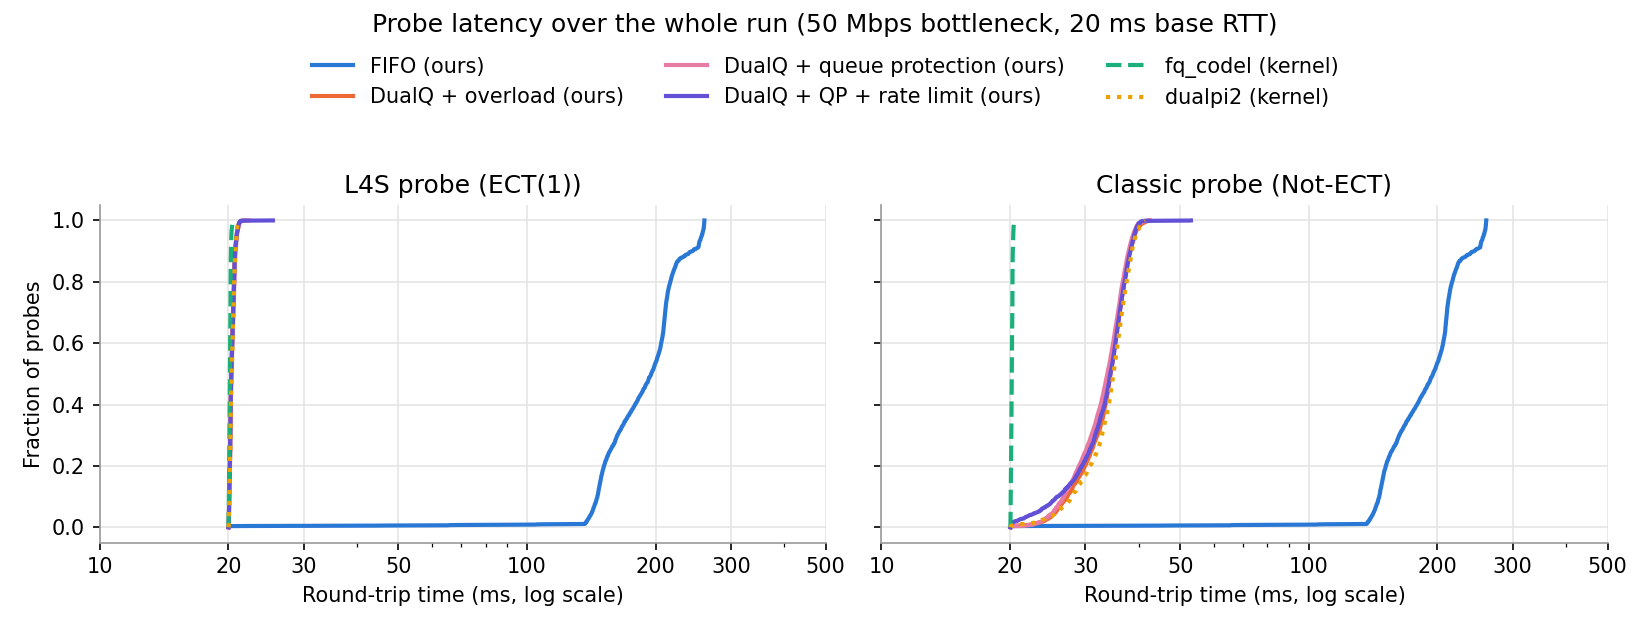 Probe latency over the whole run (50 Mbps bottleneck, 20 ms base RTT)
FIFO (ours)
DualQ + overload (ours)
DualQ + queue protection (ours)
DualQ + QP + rate limit (ours)
fq_codel (kernel)
dualpi2 (kernel)
L4S probe (ECT(1))
Fraction of probes
1.0
0.8
0.6
0.4
0.2
0.0
10 20 30 50 100 200 300 500
Round-trip time (ms, log scale)
Classic probe (Not-ECT)
10 20 30 50 100 200 300 500
Round-trip time (ms, log scale)